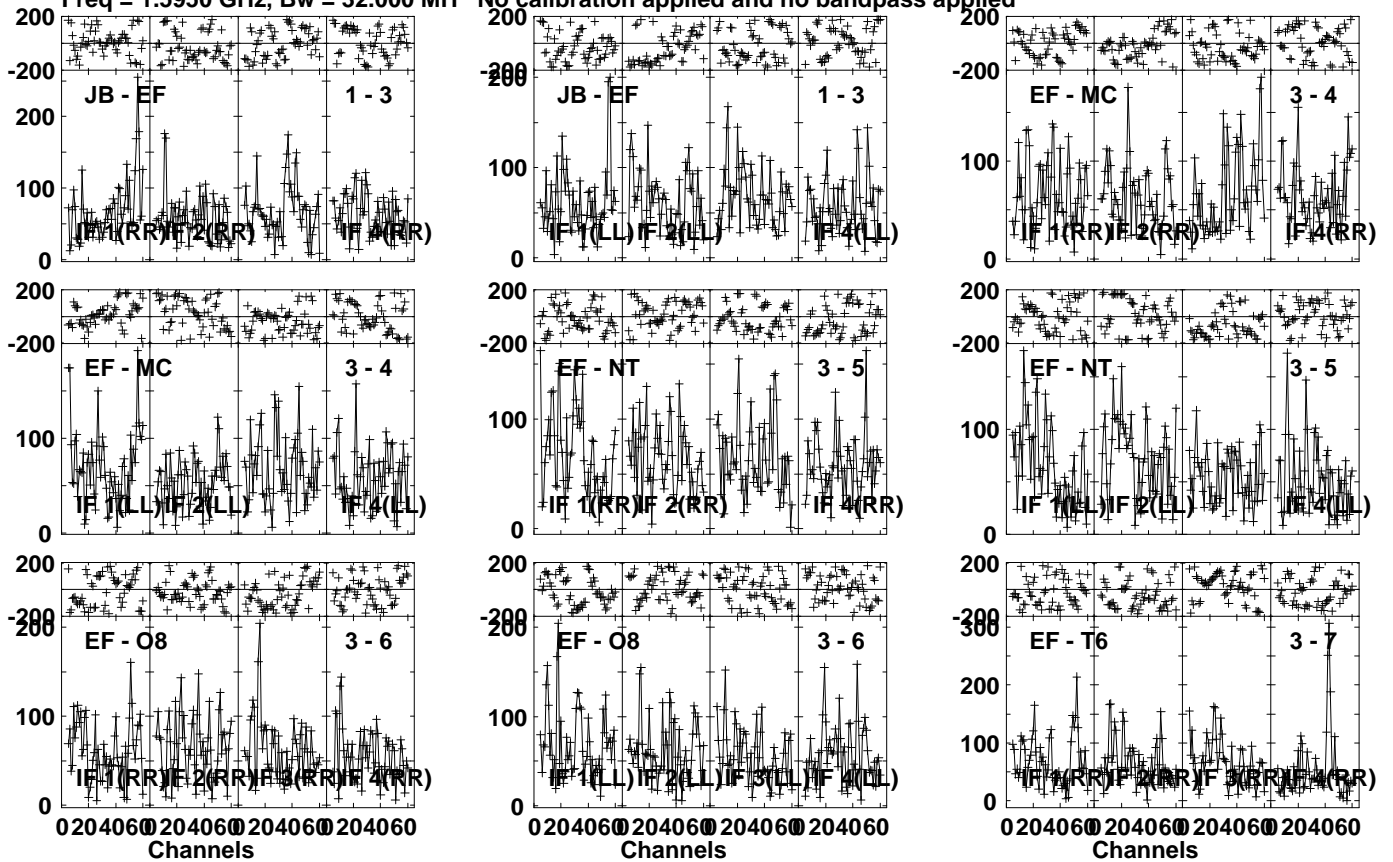 Freq = 1.5950 GHz, Bw = 32.000 MH No calibration applied and no bandpass applied
200 200 200
-200 -200 -200
JB - EF 1 - 3 JB - EF 1 - 3 EF - MC 3 - 4
200 200
100 100 100
IF 1(RR) IF 2(RR) IF 4(RR) IF 1(LL) IF 2(LL) IF 4(LL) IF 1(RR) IF 2(RR) IF 4(RR)
0 0 0
200 200 200
-200 -200 -200
EF - MC 3 - 4 EF - NT 3 - 5 EF - NT 3 - 5
100 100 100
IF 1(LL) IF 2(LL) IF 4(LL) IF 1(RR) IF 2(RR) IF 4(RR) IF 1(LL) IF 2(LL) IF 4(LL)
0 0 0
200 200 200
-200 -200 -200
200 200 300
EF - O8 3 - 6 EF - O8 3 - 6 EF - T6 3 - 7
200
100 100 100
IF 1(RR) IF 2(RR) IF 3(RR) IF 4(RR) IF 1(LL) IF 2(LL) IF 3(LL) IF 4(LL) IF 1(RR) IF 2(RR) IF 3(RR) IF 4(RR)
0 0 0
0 20 40 60 0 20 40 60 0 20 40 60 0 20 40 60 0 20 40 60 0 20 40 60 0 20 40 60 0 20 40 60 0 20 40 60 0 20 40 60 0 20 40 60 0 20 40 60
Channels Channels Channels